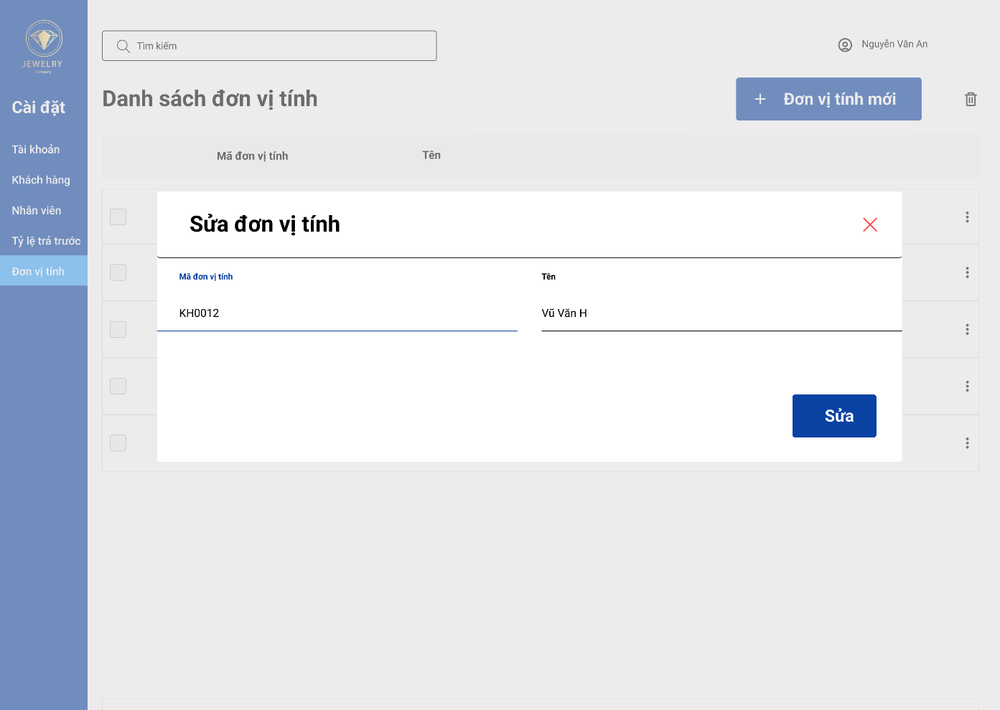 JEWELRY
Company
Cài đặt
Tài khoản
Khách hàng
Nhân viên
Tỷ lệ trả trước
Đơn vị tính
Tìm kiếm
Nguyễn Văn An
Danh sách đơn vị tính
+ Đơn vị tính mới
Mã đơn vị tính Tên
Sửa đơn vị tính
Mã đơn vị tính Tên
KH0012 Vũ Văn H
Sửa